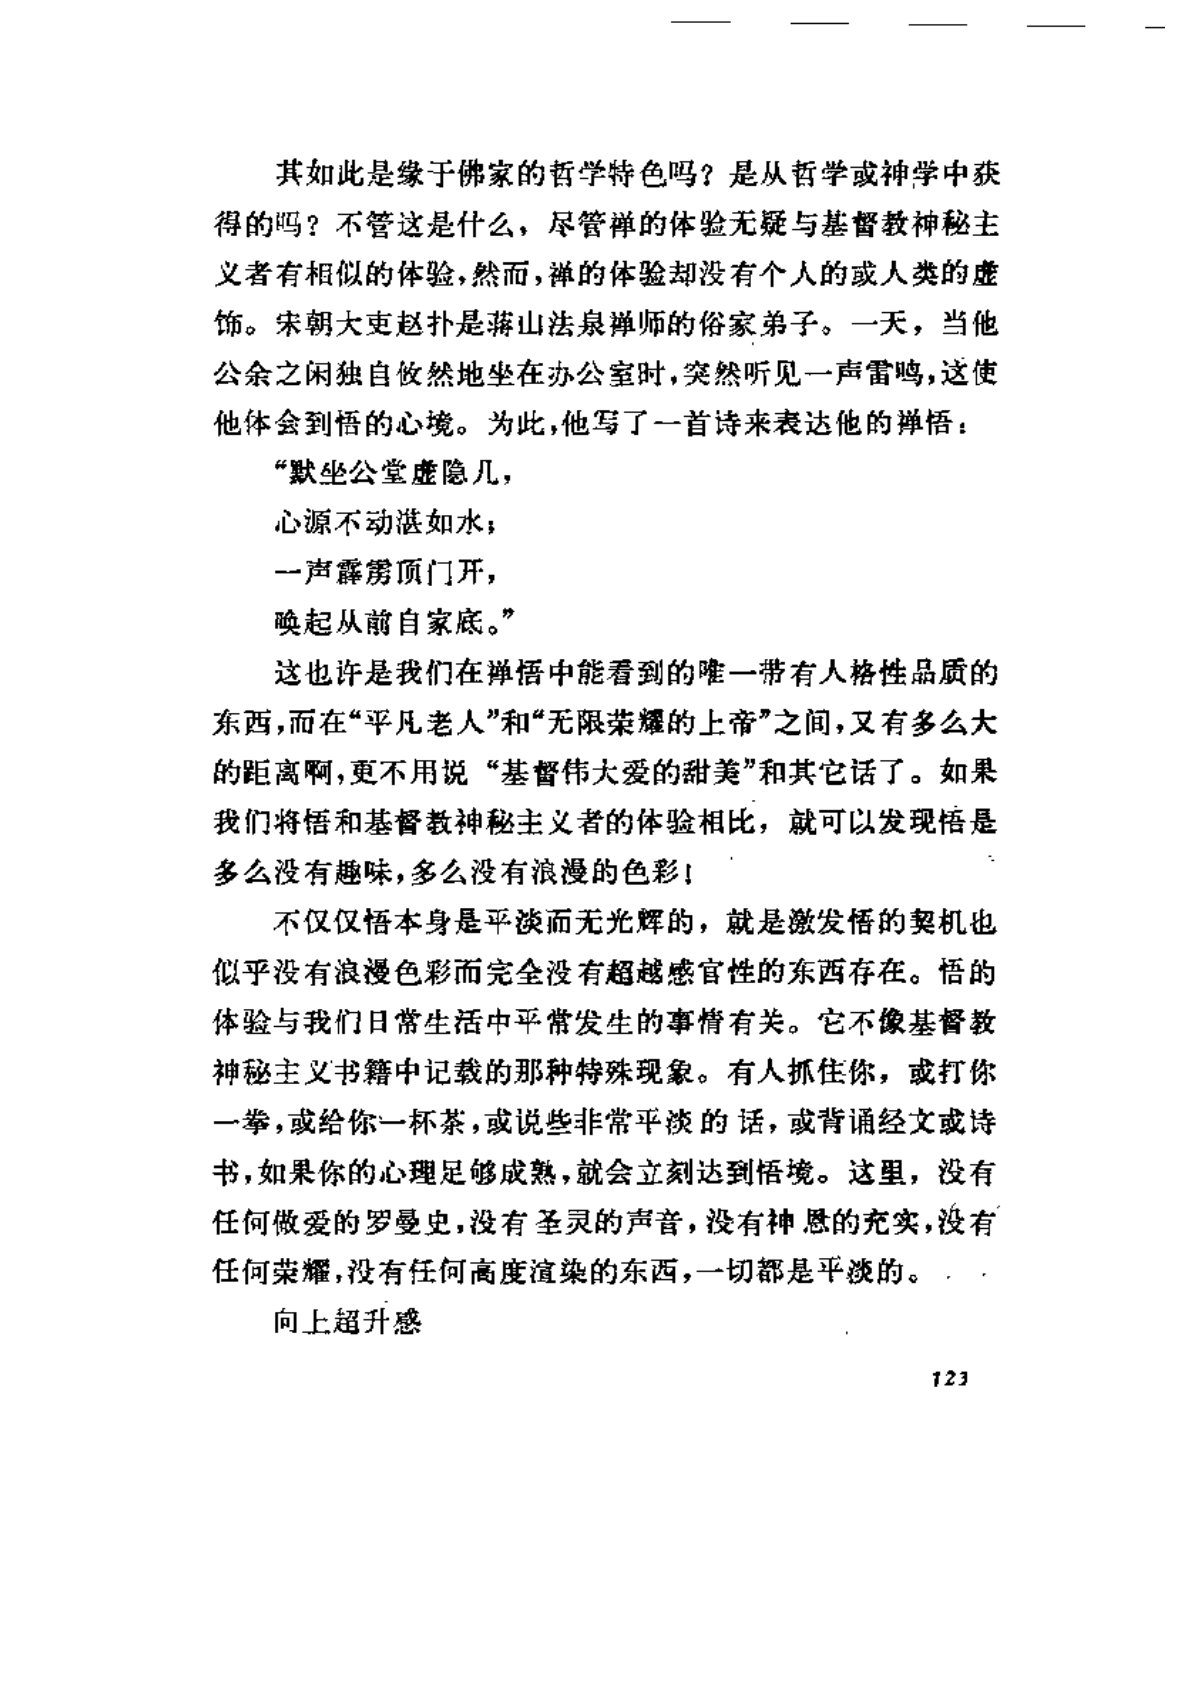 其如此是缘于佛家的哲学特色吗？是从哲学或神学中获
得的吗？不管这是什么，尽管禅的体验无疑与基督教神秘主
义者有相似的体验，然而，禅的体验却没有个人的或人类的虚
饰。宋朝大吏赵扑是蒋山法泉禅师的俗家弟子。一天，当他
公余之闲独自攸然地坐在办公室时，突然听见一声雷鸣，这使
他体会到悟的心境。为此，他写了一首诗来表达他的禅悟：
“默坐公堂虚隐几，
心源不动湛如水；
一声霹雳顶门开，
唤起从前自家底。”
这也许是我们在禅悟中能看到的唯一带有人格性品质的
东西，而在“平凡老人”和“无限荣耀的上帝”之间，又有多么大
的距离啊，更不用说“基督伟大爱的甜美”和其它话了。如果
我们将悟和基督教神秘主义者的体验相比，就可以发现悟是
多么没有趣味，多么没有浪漫的色彩！
不仅仅悟本身是平淡而无光辉的，就是激发悟的契机也
似乎没有浪漫色彩而完全没有超越感官性的东西存在。悟的
体验与我们日常生活中平常发生的事情有关。它不像基督教
神秘主义书籍中记载的那种特殊现象。有人抓住你，或打你
一拳，或给你一杯茶，或说些非常平淡的话，或背诵经文或诗
书，如果你的心理足够成熟，就会立刻达到悟境。这里，没有
任何做爱的罗曼史，没有圣灵的声音，没有神恩的充实，没有
任何荣耀，没有任何高度渲染的东西，一切都是平淡的。
向上超升感
123